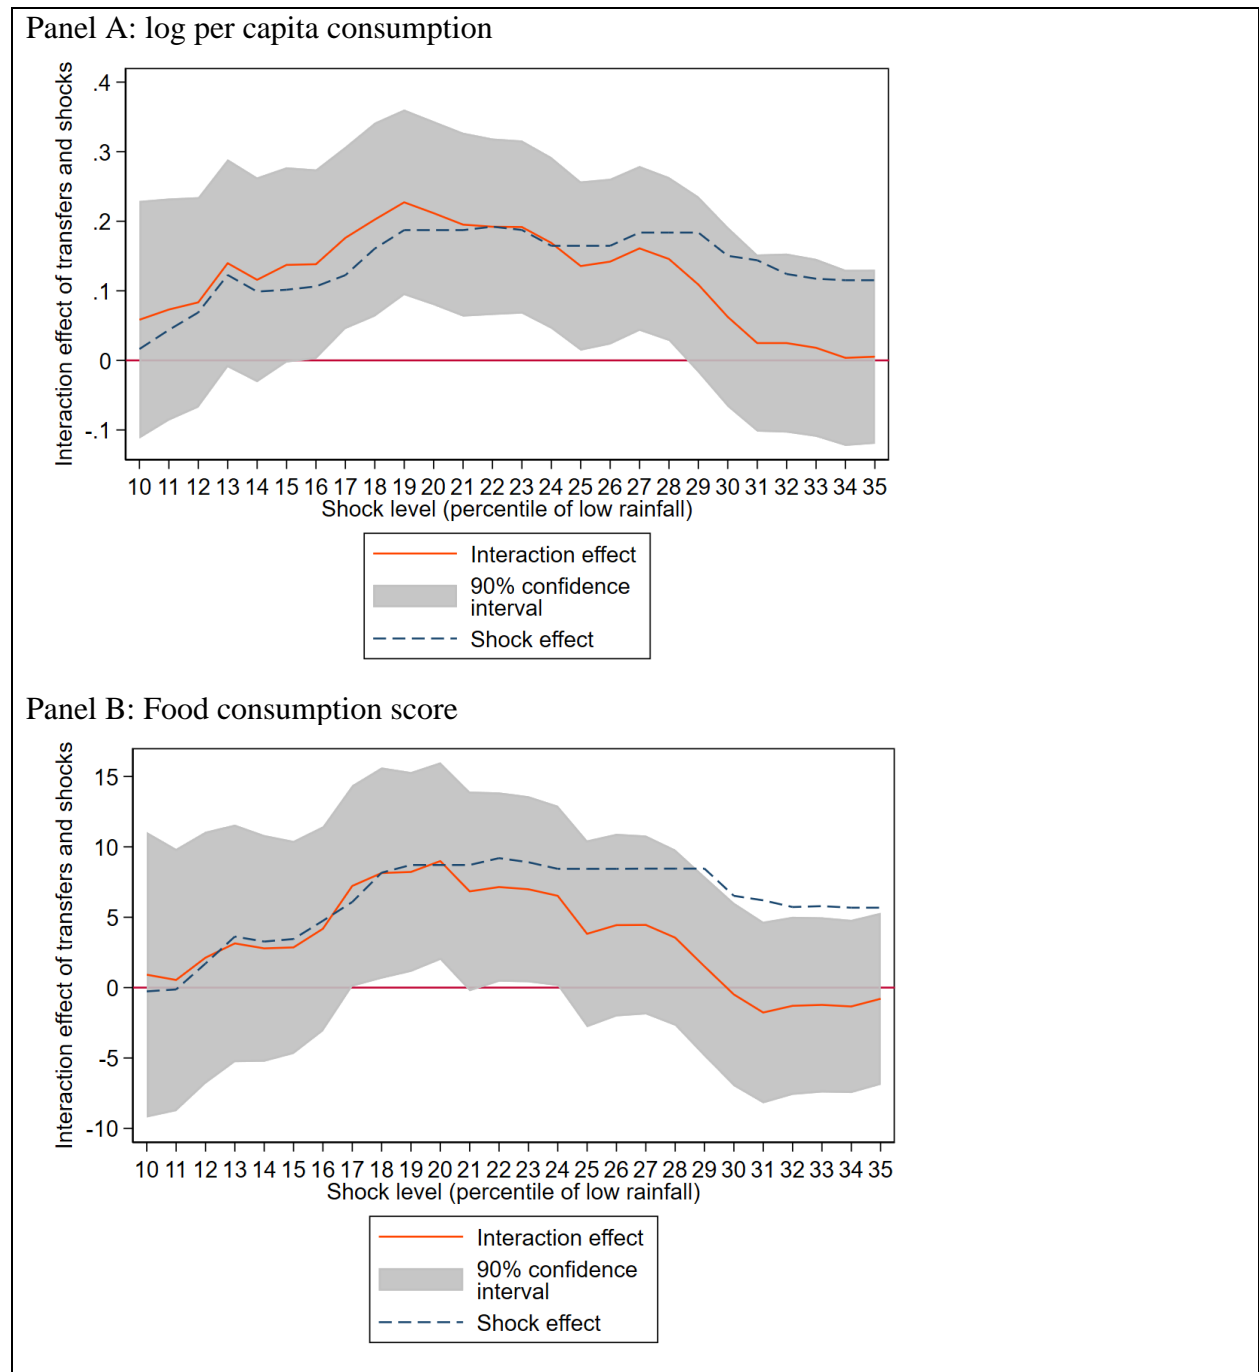 Panel A: log per capita consumption
Interaction effect of transfers and shocks
.4
.3
.2
.1
0
-.1
10 11 12 13 14 15 16 17 18 19 20 21 22 23 24 25 26 27 28 29 30 31 32 33 34 35
Shock level (percentile of low rainfall)
Interaction effect
90% confidence
interval
Shock effect
Panel B: Food consumption score
Interaction effect of transfers and shocks
15
10
5
0
-5
-10
10 11 12 13 14 15 16 17 18 19 20 21 22 23 24 25 26 27 28 29 30 31 32 33 34 35
Shock level (percentile of low rainfall)
Interaction effect
90% confidence
interval
Shock effect